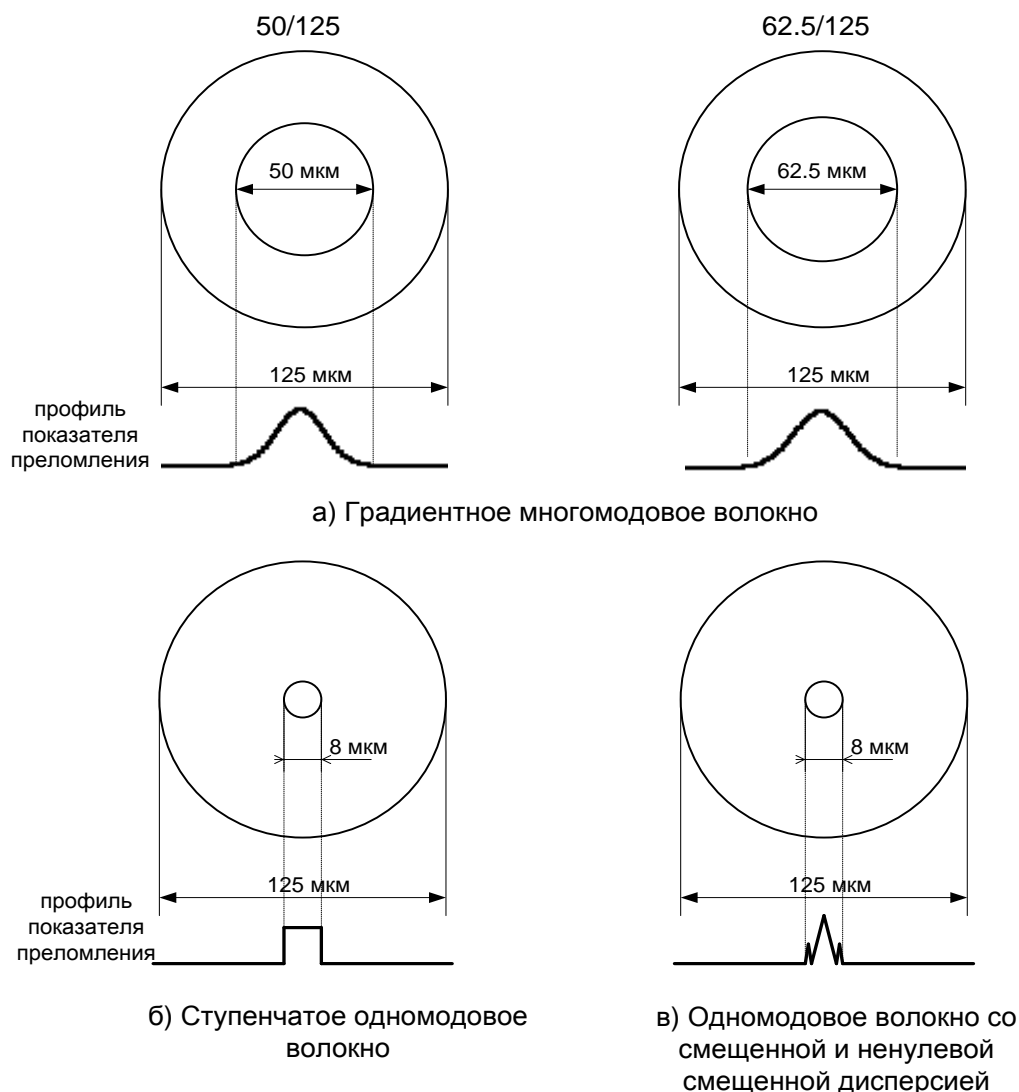 50/125
62.5/125
50 мкм
62.5 мкм
125 мкм
125 мкм
профиль
показателя
преломления
а) Градиентное многомодовое волокно
8 мкм
8 мкм
125 мкм
125 мкм
профиль
показателя
преломления
б) Ступенчатое одномодовое
волокно
в) Одномодовое волокно со
смещенной и ненулевой
смещенной дисперсией